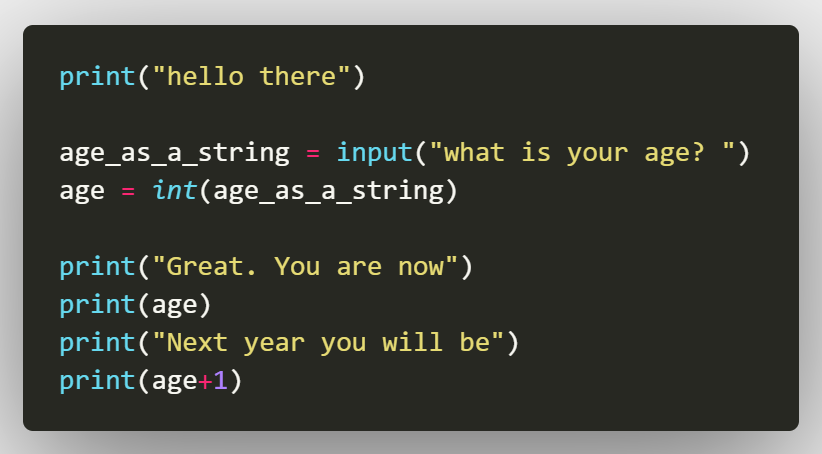 print("hello there")
age_as_a_string = input("what is your age? ")
age = int(age_as_a_string)
print("Great. You are now")
print(age)
print("Next year you will be")
print(age+1)